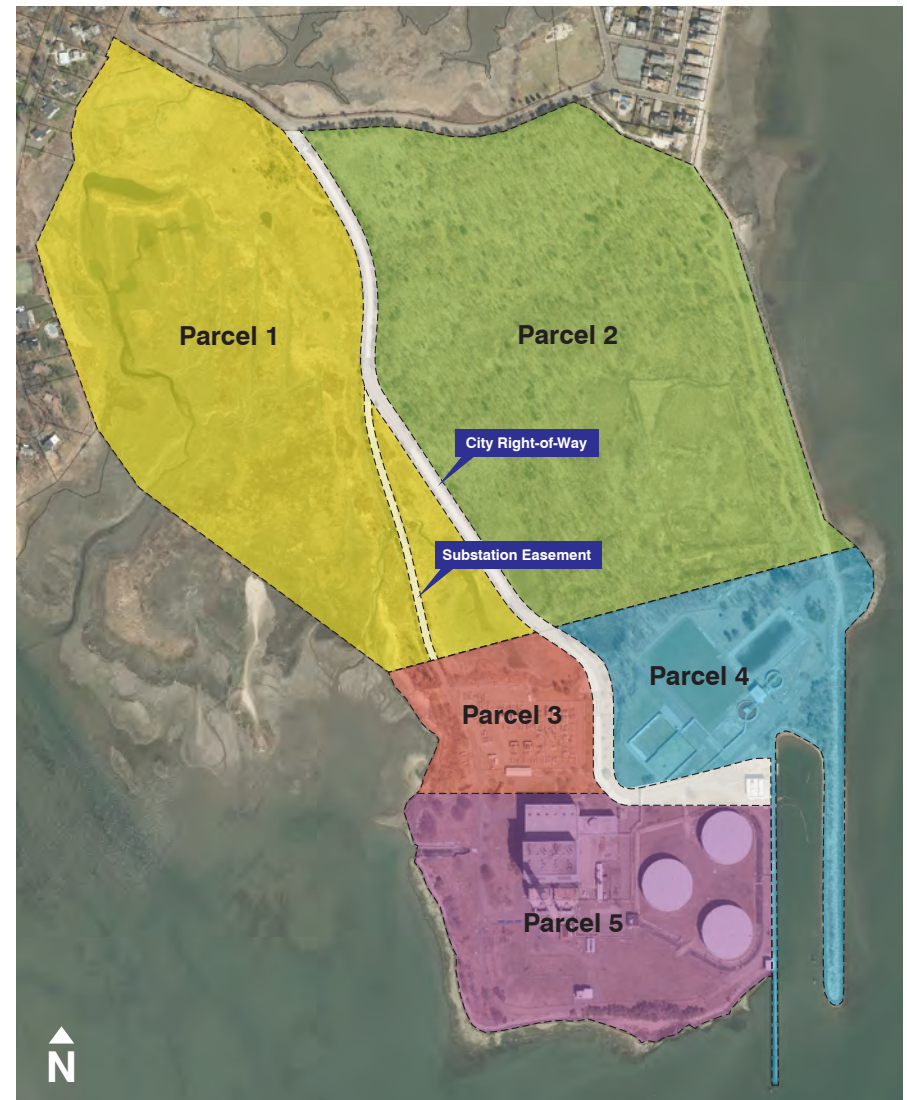 Parcel 1
Parcel 2
City Right-of-Way
Substation Easement
Parcel 4
Parcel 3
Parcel 5
N